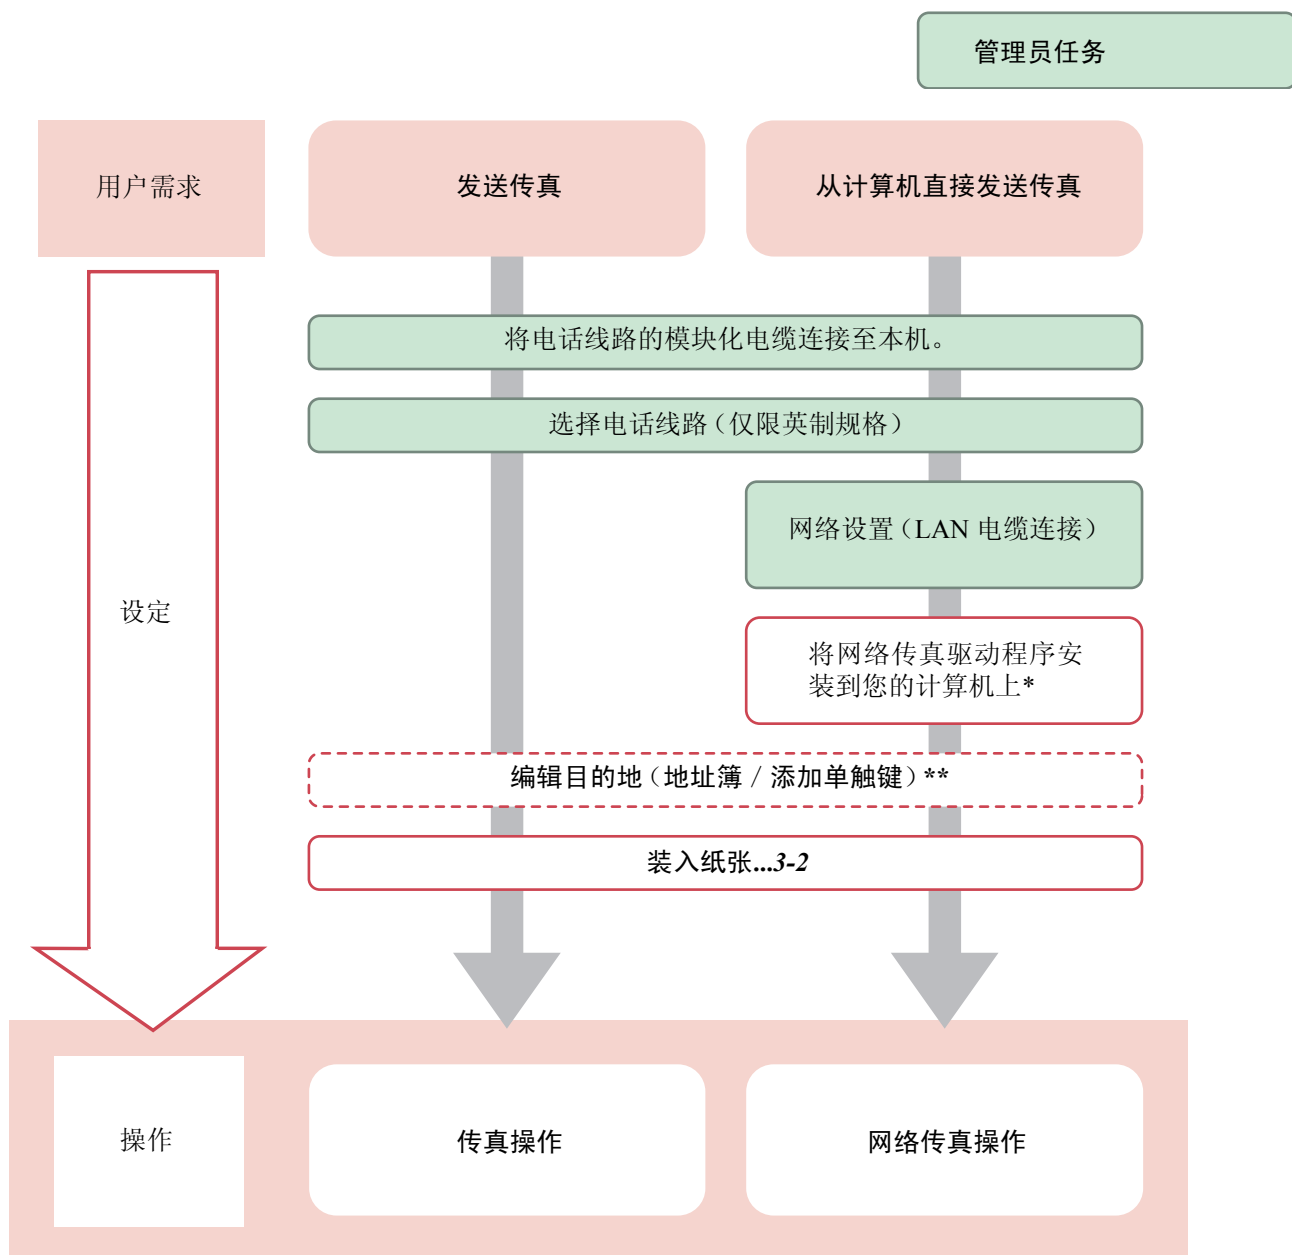 管理员任务
用户需求
发送传真
从计算机直接发送传真
将电话线路的模块化电缆连接至本机。
选择电话线路（仅限英制规格）
网络设置（LAN 电缆连接）
设定
将网络传真驱动程序安
装到您的计算机上*
编辑目的地（地址簿 / 添加单触键）**
装入纸张...3-2
操作
传真操作
网络传真操作